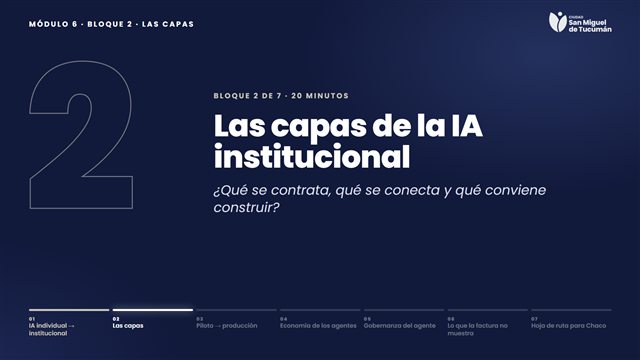 MÓDULO 6 · BLOQUE 2 · LAS CAPAS
CIUDAD
San Miguel
de Tucumán
2
BLOQUE 2 DE 7 · 20 MINUTOS
Las capas de la IA
institucional
¿Qué se contrata, qué se conecta y qué conviene
construir?
01
IA individual →
institucional
02
Las capas
03
Piloto → producción
04
Economía de los agentes
05
Gobernanza del agente
06
Lo que la factura no
muestra
07
Hoja de ruta para Chaco